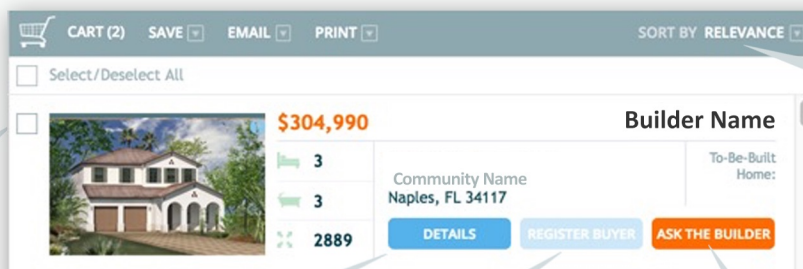 CART (2) SAVE EMAIL PRINT SORT BY RELEVANCE
Select/Deselect All
$304,990 Builder Name
3
To-Be-Built
Home:
Community Name
3
Naples, FL 34117
2889
DETAILS REGISTER BUYER ASK THE BUILDER